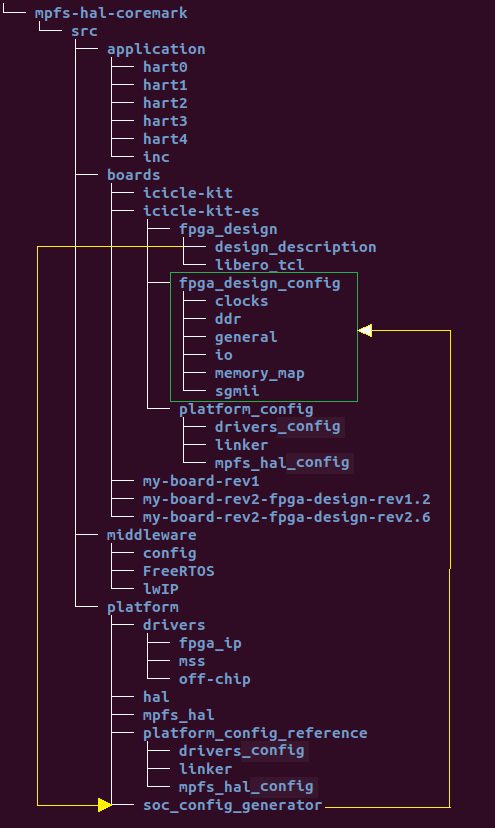 mpfs-hal-coremark
src
application
hart0
hart1
hart2
hart3
hart4
inc
boards
icicle-kit
icicle-kit-es
fpga_design
design_description
libero_tcl
fpga_design_config
clocks
ddr
general
io
memory_map
sgmii
platform_config
drivers_config
linker
mpfs_hal_config
my-board-rev1
my-board-rev2-fpga-design-rev1.2
my-board-rev2-fpga-design-rev2.6
middleware
config
FreeRTOS
lwIP
platform
drivers
fpga_ip
mss
off-chip
hal
mpfs_hal
platform_config_reference
drivers_config
linker
mpfs_hal_config
soc_config_generator